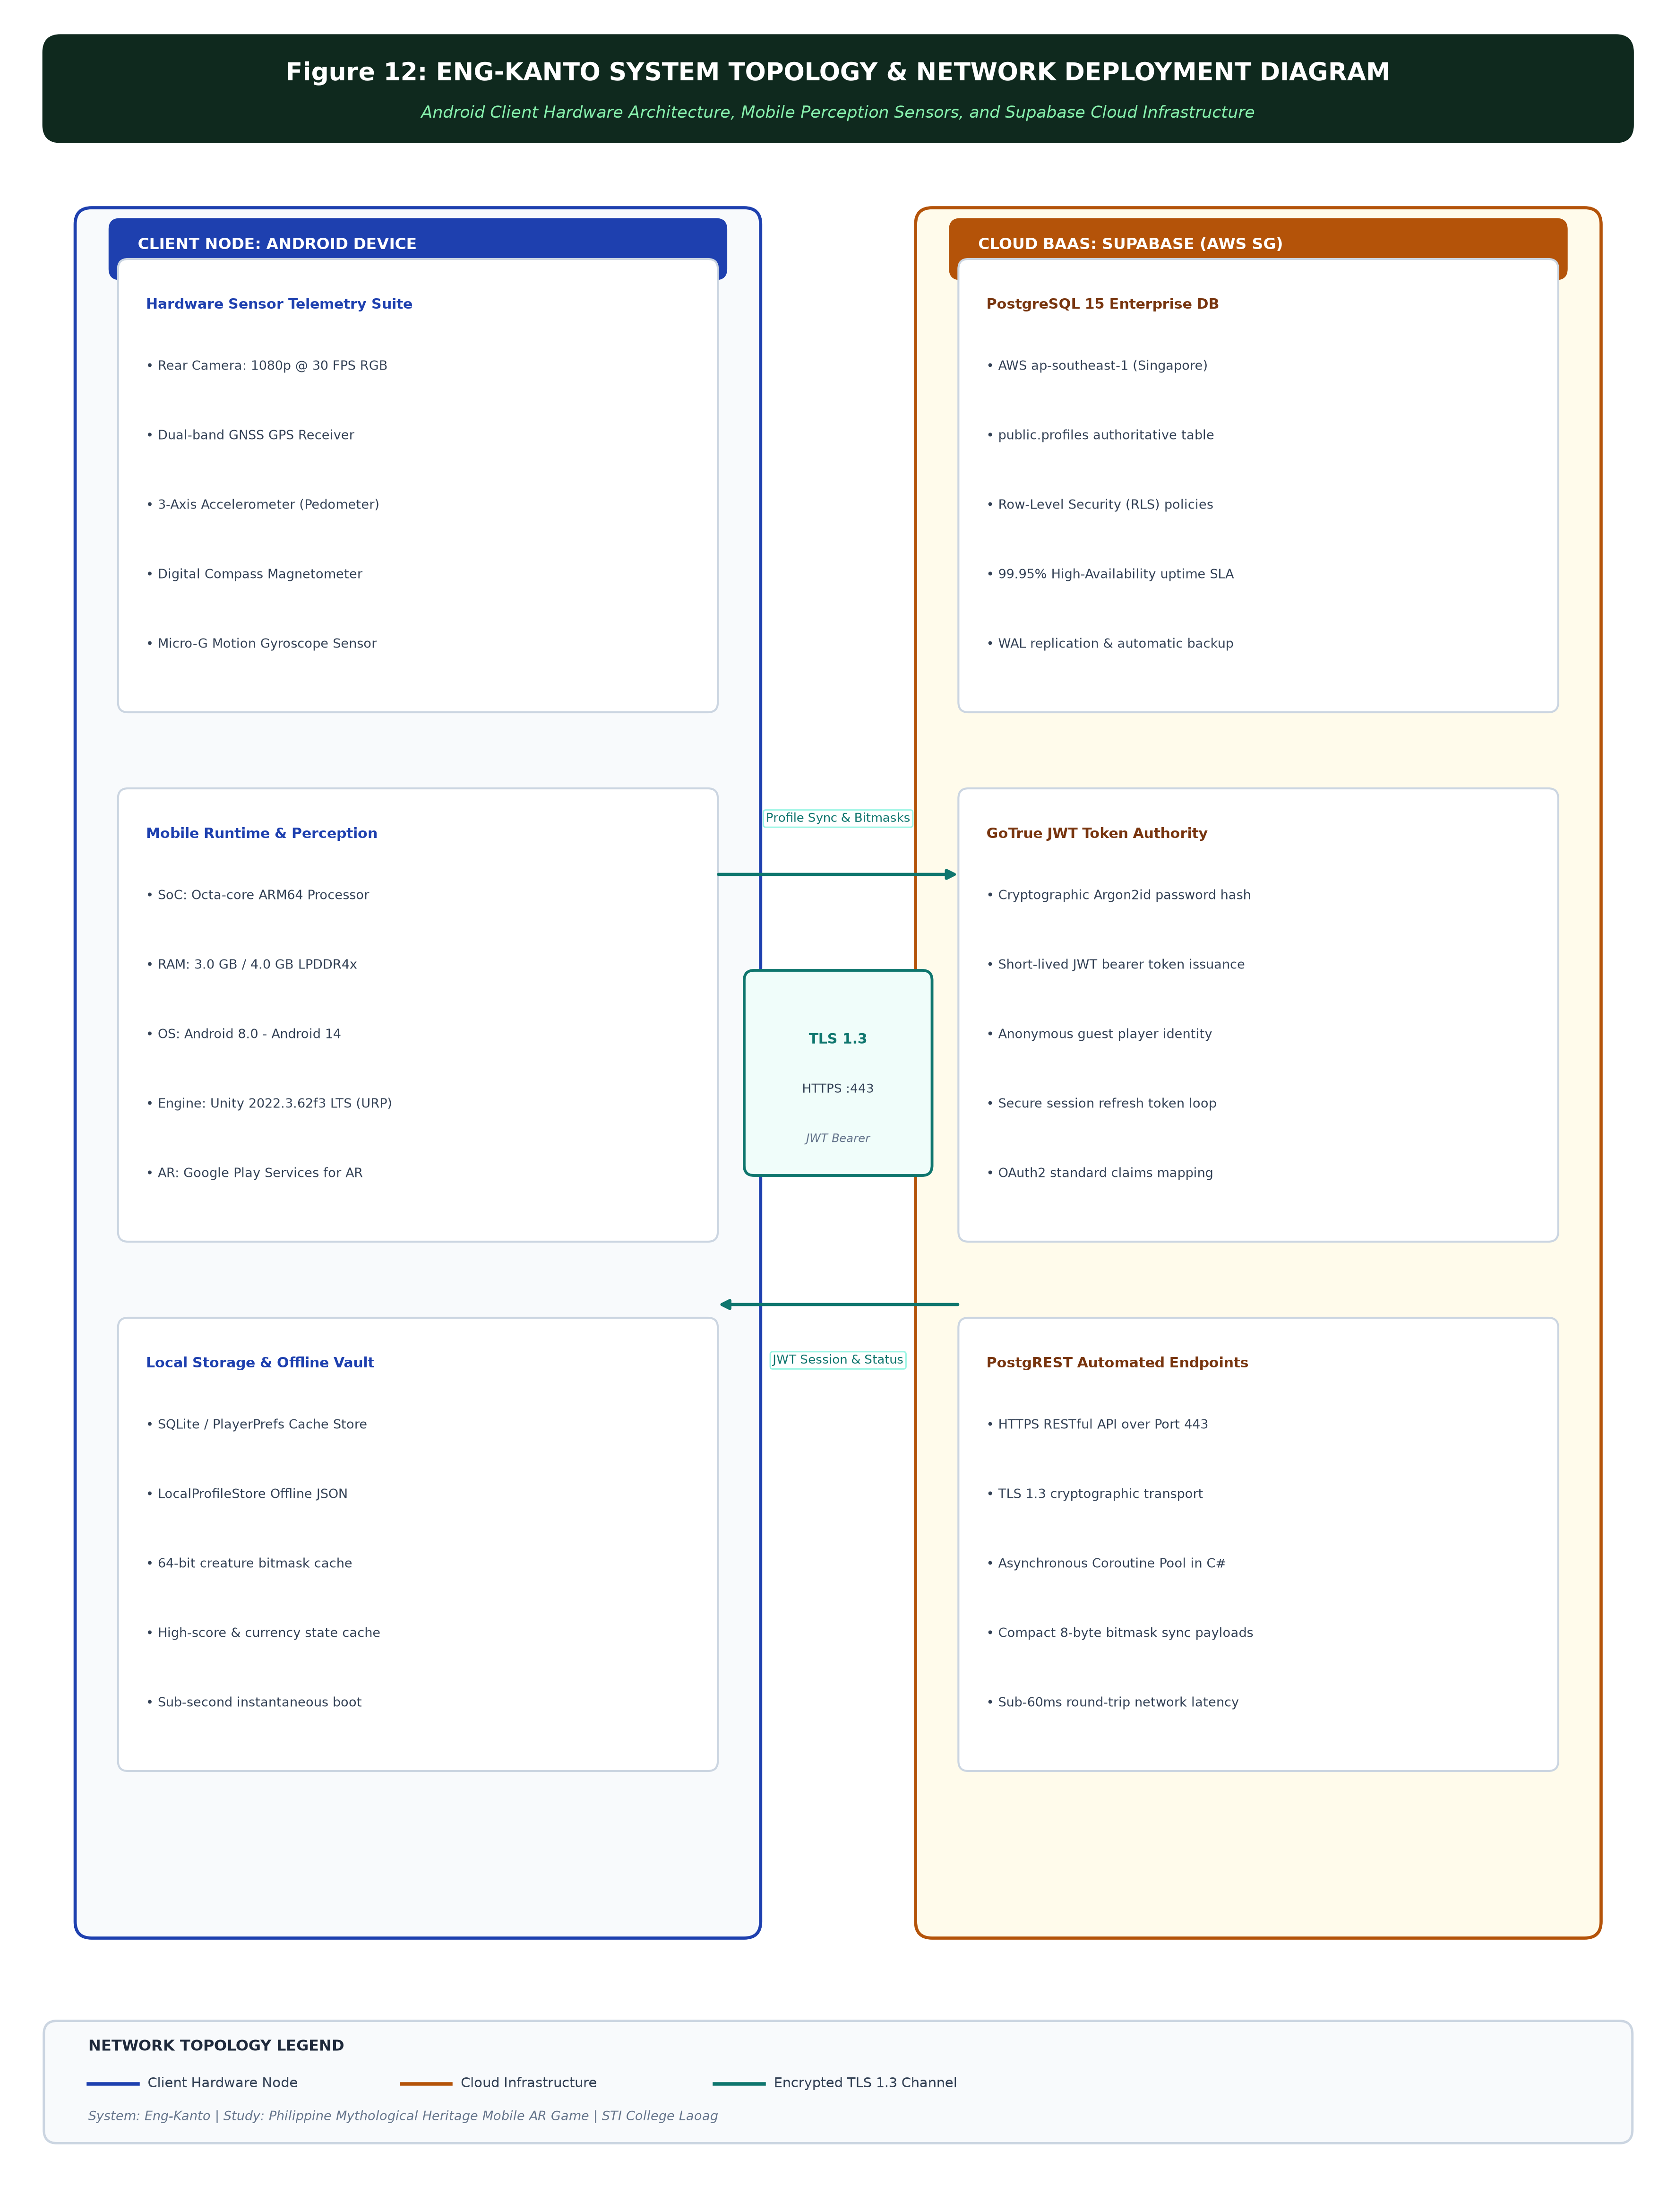 Figure 12: ENG-KANTO SYSTEM TOPOLOGY & NETWORK DEPLOYMENT DIAGRAM
Android Client Hardware Architecture, Mobile Perception Sensors, and Supabase Cloud Infrastructure
CLIENT NODE: ANDROID DEVICE
Hardware Sensor Telemetry Suite
• Rear Camera: 1080p @ 30 FPS RGB
• Dual-band GNSS GPS Receiver
• 3-Axis Accelerometer (Pedometer)
• Digital Compass Magnetometer
• Micro-G Motion Gyroscope Sensor
Mobile Runtime & Perception
• SoC: Octa-core ARM64 Processor
• RAM: 3.0 GB / 4.0 GB LPDDR4x
• OS: Android 8.0 - Android 14
• Engine: Unity 2022.3.62f3 LTS (URP)
• AR: Google Play Services for AR
Local Storage & Offline Vault
• SQLite / PlayerPrefs Cache Store
• LocalProfileStore Offline JSON
• 64-bit creature bitmask cache
• High-score & currency state cache
• Sub-second instantaneous boot
Profile Sync & Bitmasks
TLS 1.3
HTTPS :443
JWT Bearer
JWT Session & Status
CLOUD BAAS: SUPABASE (AWS SG)
PostgreSQL 15 Enterprise DB
• AWS ap-southeast-1 (Singapore)
• public.profiles authoritative table
• Row-Level Security (RLS) policies
• 99.95% High-Availability uptime SLA
• WAL replication & automatic backup
GoTrue JWT Token Authority
• Cryptographic Argon2id password hash
• Short-lived JWT bearer token issuance
• Anonymous guest player identity
• Secure session refresh token loop
• OAuth2 standard claims mapping
PostgREST Automated Endpoints
• HTTPS RESTful API over Port 443
• TLS 1.3 cryptographic transport
• Asynchronous Coroutine Pool in C#
• Compact 8-byte bitmask sync payloads
• Sub-60ms round-trip network latency
NETWORK TOPOLOGY LEGEND
Client Hardware Node
Cloud Infrastructure
Encrypted TLS 1.3 Channel
System: Eng-Kanto | Study: Philippine Mythological Heritage Mobile AR Game | STI College Laoag